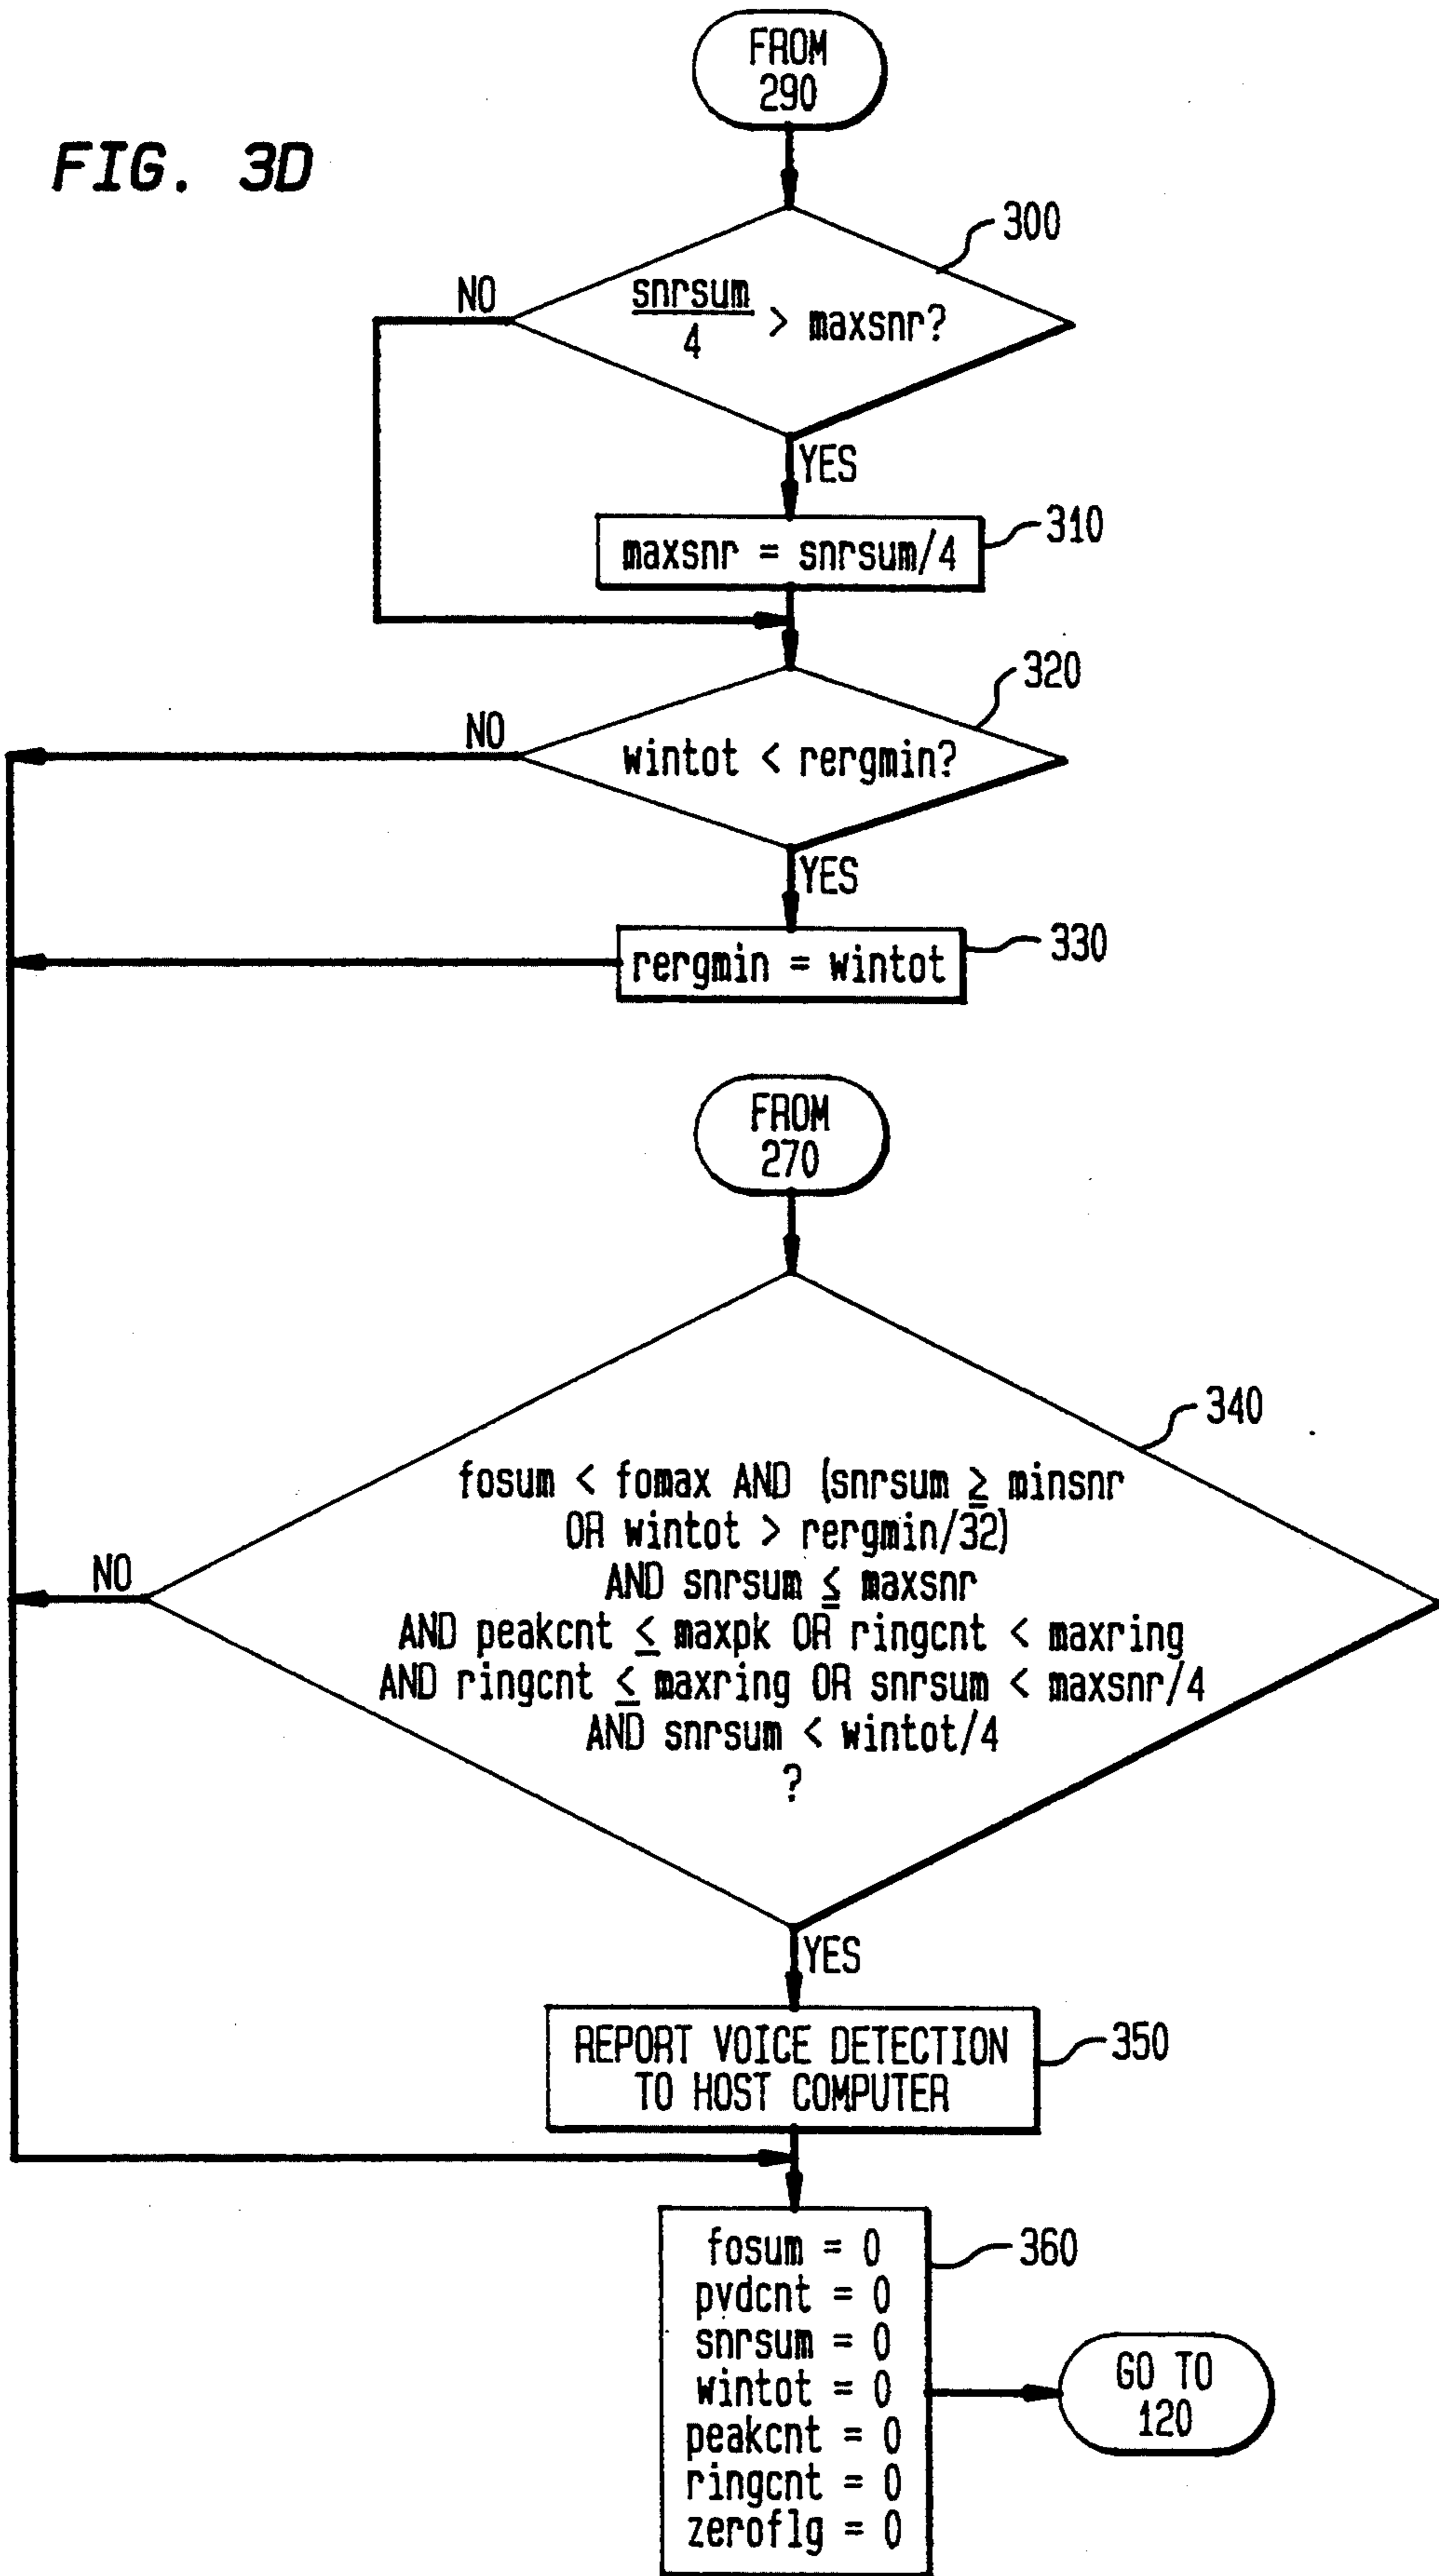 FROM
290
FIG. 3D
300
snrsum
4
> maxsnr?
NO
YES
310
maxsnr = snrsum/4
320
NO
wintot < rergmin?
YES
330
rergmin = wintot
FROM
270
340
fosum < fomax AND (snrsum ≥ minsnr
OR wintot > rergmin/32)
AND snrsum ≤ maxsnr
AND peakcnt ≤ maxpk OR ringcnt < maxring
AND ringcnt ≤ maxring OR snrsum < maxsnr/4
AND snrsum < wintot/4
?
NO
YES
REPORT VOICE DETECTION
TO HOST COMPUTER
350
fosum = 0
pvdcnt = 0
snrsum = 0
wintot = 0
peakcnt = 0
ringcnt = 0
zeroflg = 0
360
GO TO
120